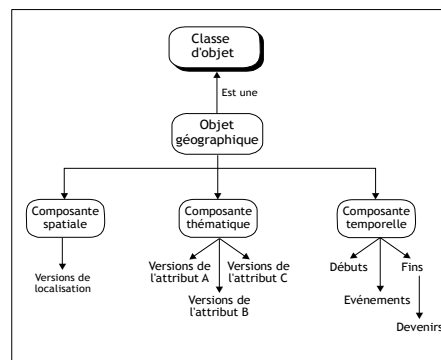 Classe
d'objet
Est une
Objet
géographique
Composante
spatiale
Composante
thématique
Composante
temporelle
Versions de
localisation
Versions de
l'attribut A
Versions de
l'attribut B
Versions de
l'attribut C
Débuts
Evénements
Fins
Devenirs